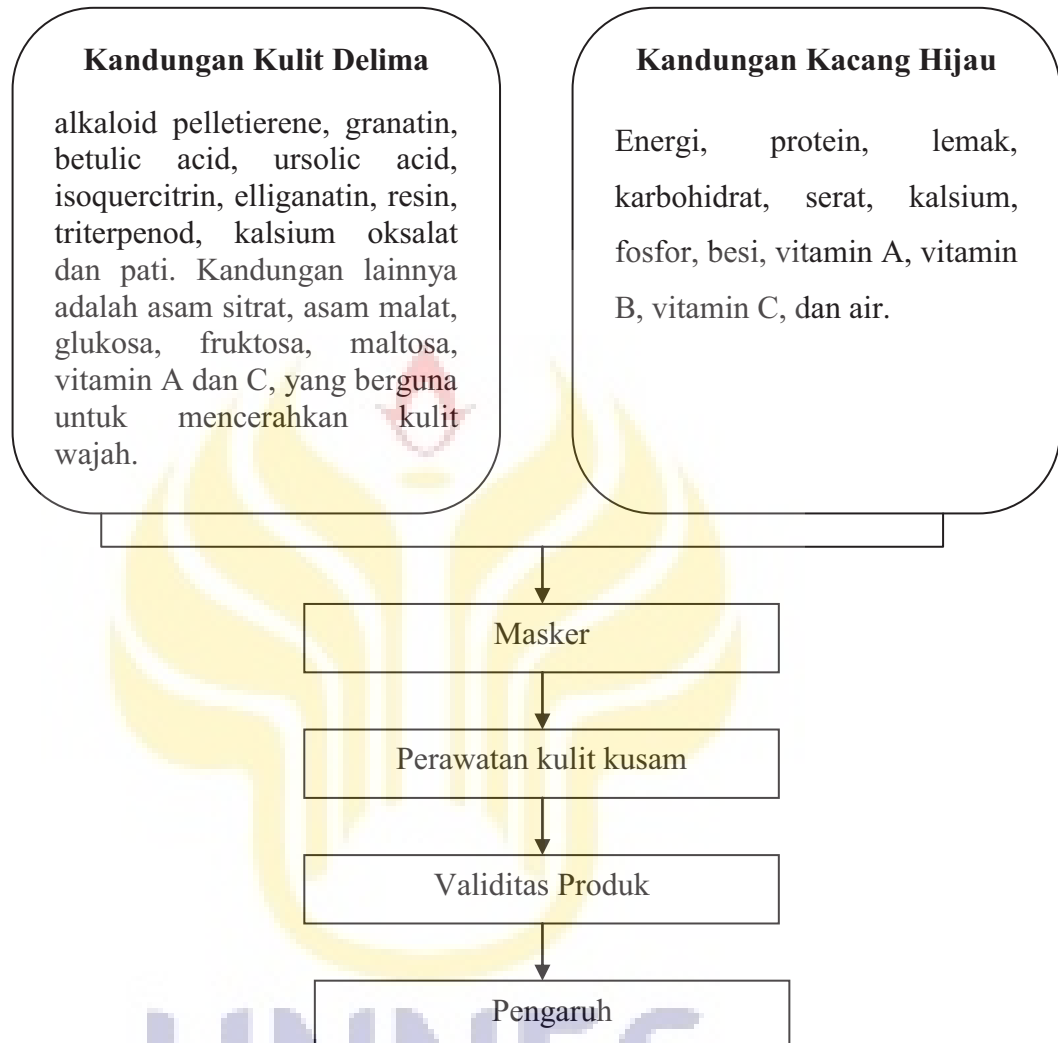 Kandungan Kulit Delima
alkaloid pelletierene, granatin,
betulic acid, ursolic acid,
isoquercitrin, elliganatin, resin,
triterpenod, kalsium oksalat
dan pati. Kandungan lainnya
adalah asam sitrat, asam malat,
glukosa, fruktosa, maltosa,
vitamin A dan C, yang berguna
untuk mencerahkan kulit
wajah.
Kandungan Kacang Hijau
Energi, protein, lemak,
karbohidrat, serat, kalsium,
fosfor, besi, vitamin A, vitamin
B, vitamin C, dan air.
Masker
Perawatan kulit kusam
Validitas Produk
Pengaruh